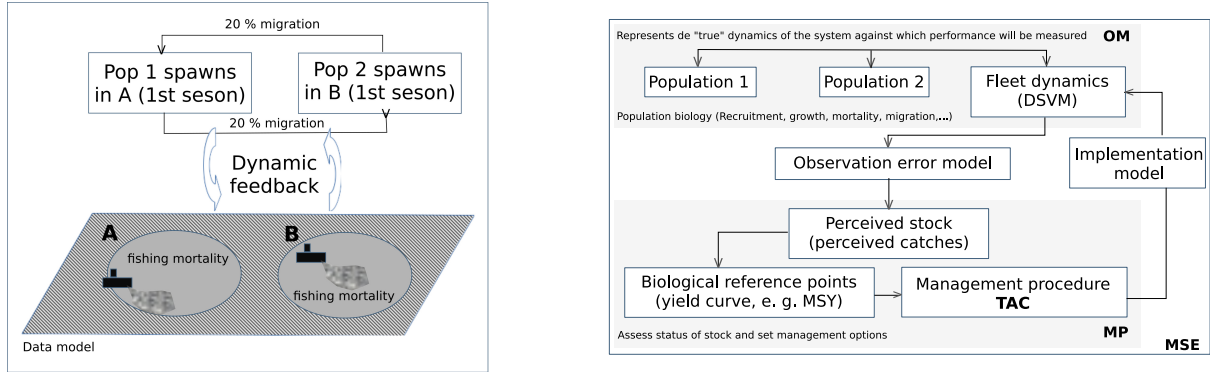 20 % migration
Pop 1 spawns
in A (1st seson)
Pop 2 spawns
in B (1st seson)
20 % migration
Dynamic
feedback
A
fishing mortality
B
fishing mortality
Data model
Represents de "true" dynamics of the system against which performance will be measured
OM
Population 1
Population 2
Fleet dynamics
(DSVM)
Population biology (Recruitment, growth, mortality, migration,...)
Observation error model
Implementation
model
Perceived stock
(perceived catches)
Biological reference points
(yield curve, e. g. MSY)
Management procedure
TAC
Assess status of stock and set management options
MP
MSE